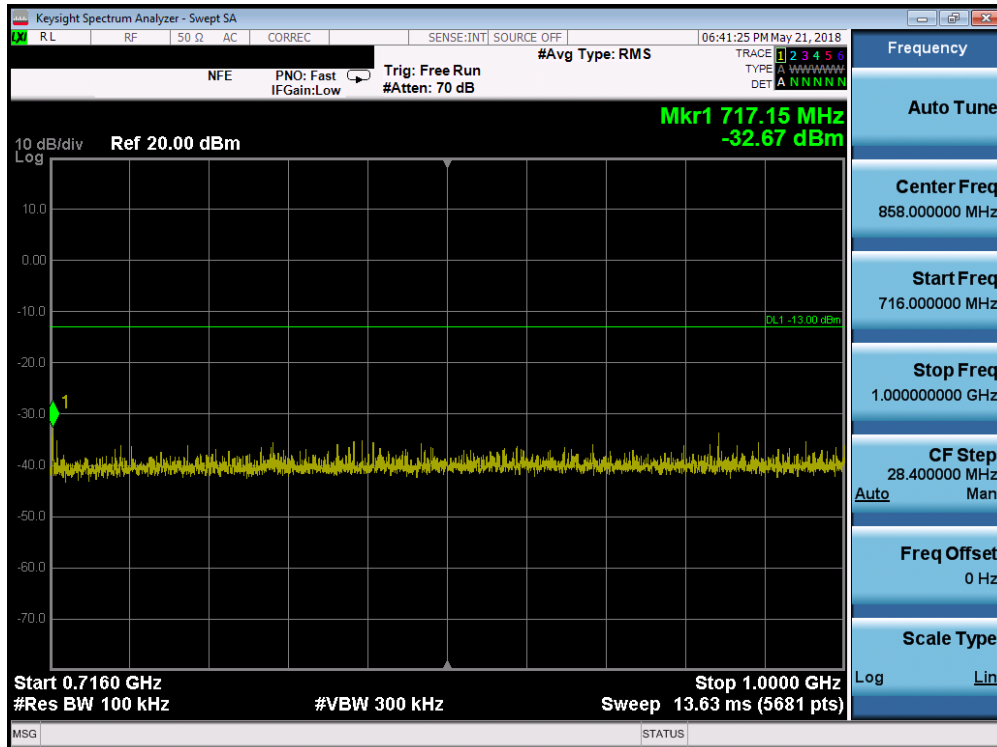 Keysight Spectrum Analyzer - Swept SA
LXI RL RF 50 Ω AC CORREC SENSE:INT SOURCE OFF 06:41:25 PM May 21, 2018
#Avg Type: RMS TRACE 1 2 3 4 5 6
NFE PNO: Fast Trig: Free Run TYPE A WWWWW
IFGain:Low #Atten: 70 dB DET A N N N N N
Mkr1 717.15 MHz
-32.67 dBm
10 dB/div Ref 20.00 dBm
Log
10.0
0.00
-10.0
DL1 -13.00 dBm
-20.0
1
-30.0
-40.0
-50.0
-60.0
-70.0
Start 0.7160 GHz Stop 1.0000 GHz
#Res BW 100 kHz #VBW 300 kHz Sweep 13.63 ms (5681 pts)
MSG STATUS
Frequency
Auto Tune
Center Freq
858.000000 MHz
Start Freq
716.000000 MHz
Stop Freq
1.000000000 GHz
CF Step
28.400000 MHz
Auto Man
Freq Offset
0 Hz
Scale Type
Log Lin